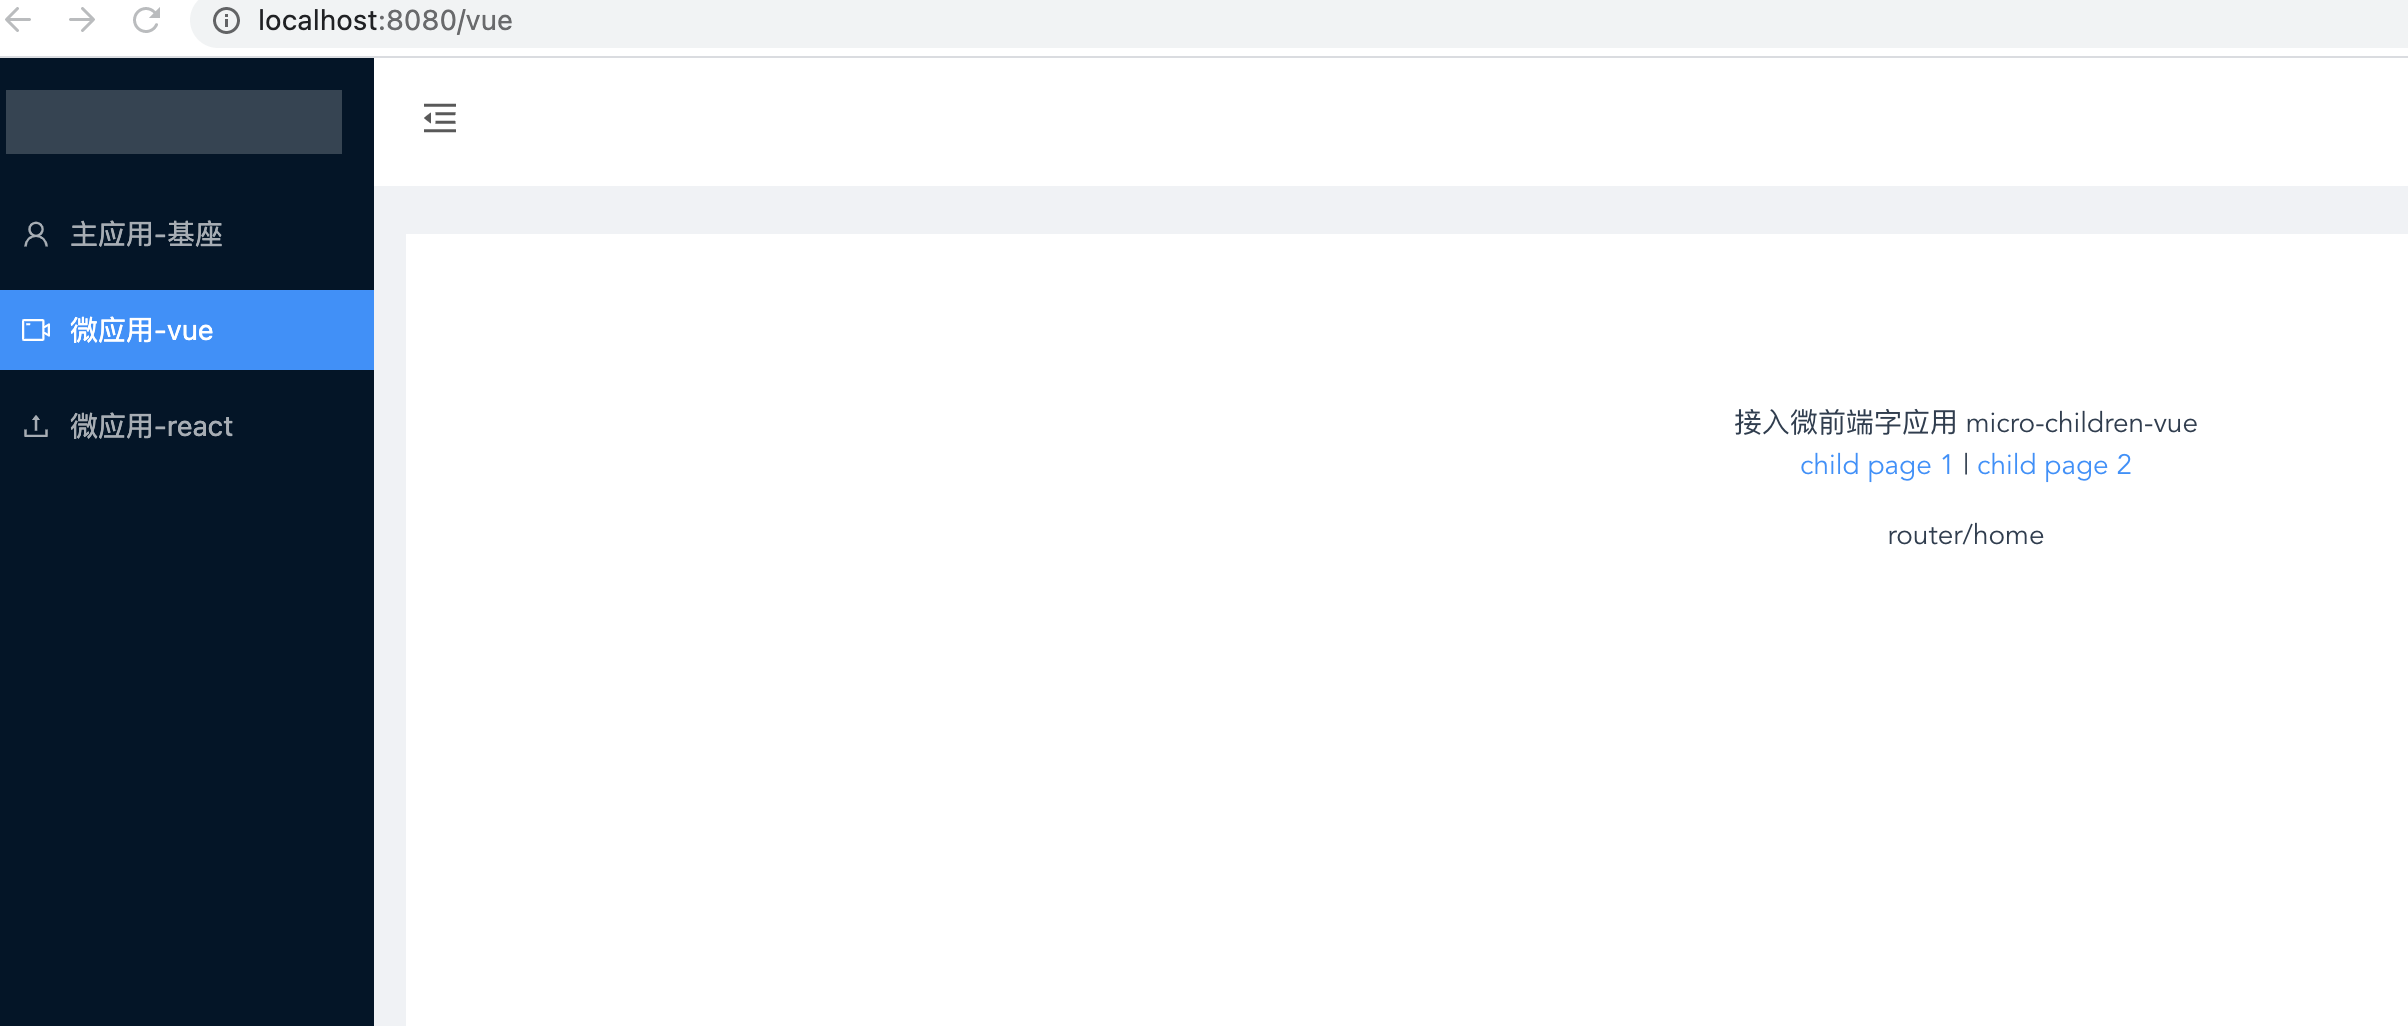 localhost:8080/vue
主应用-基座
微应用-vue
微应用-react
接入微前端字应用 micro-children-vue
child page 1 | child page 2
router/home